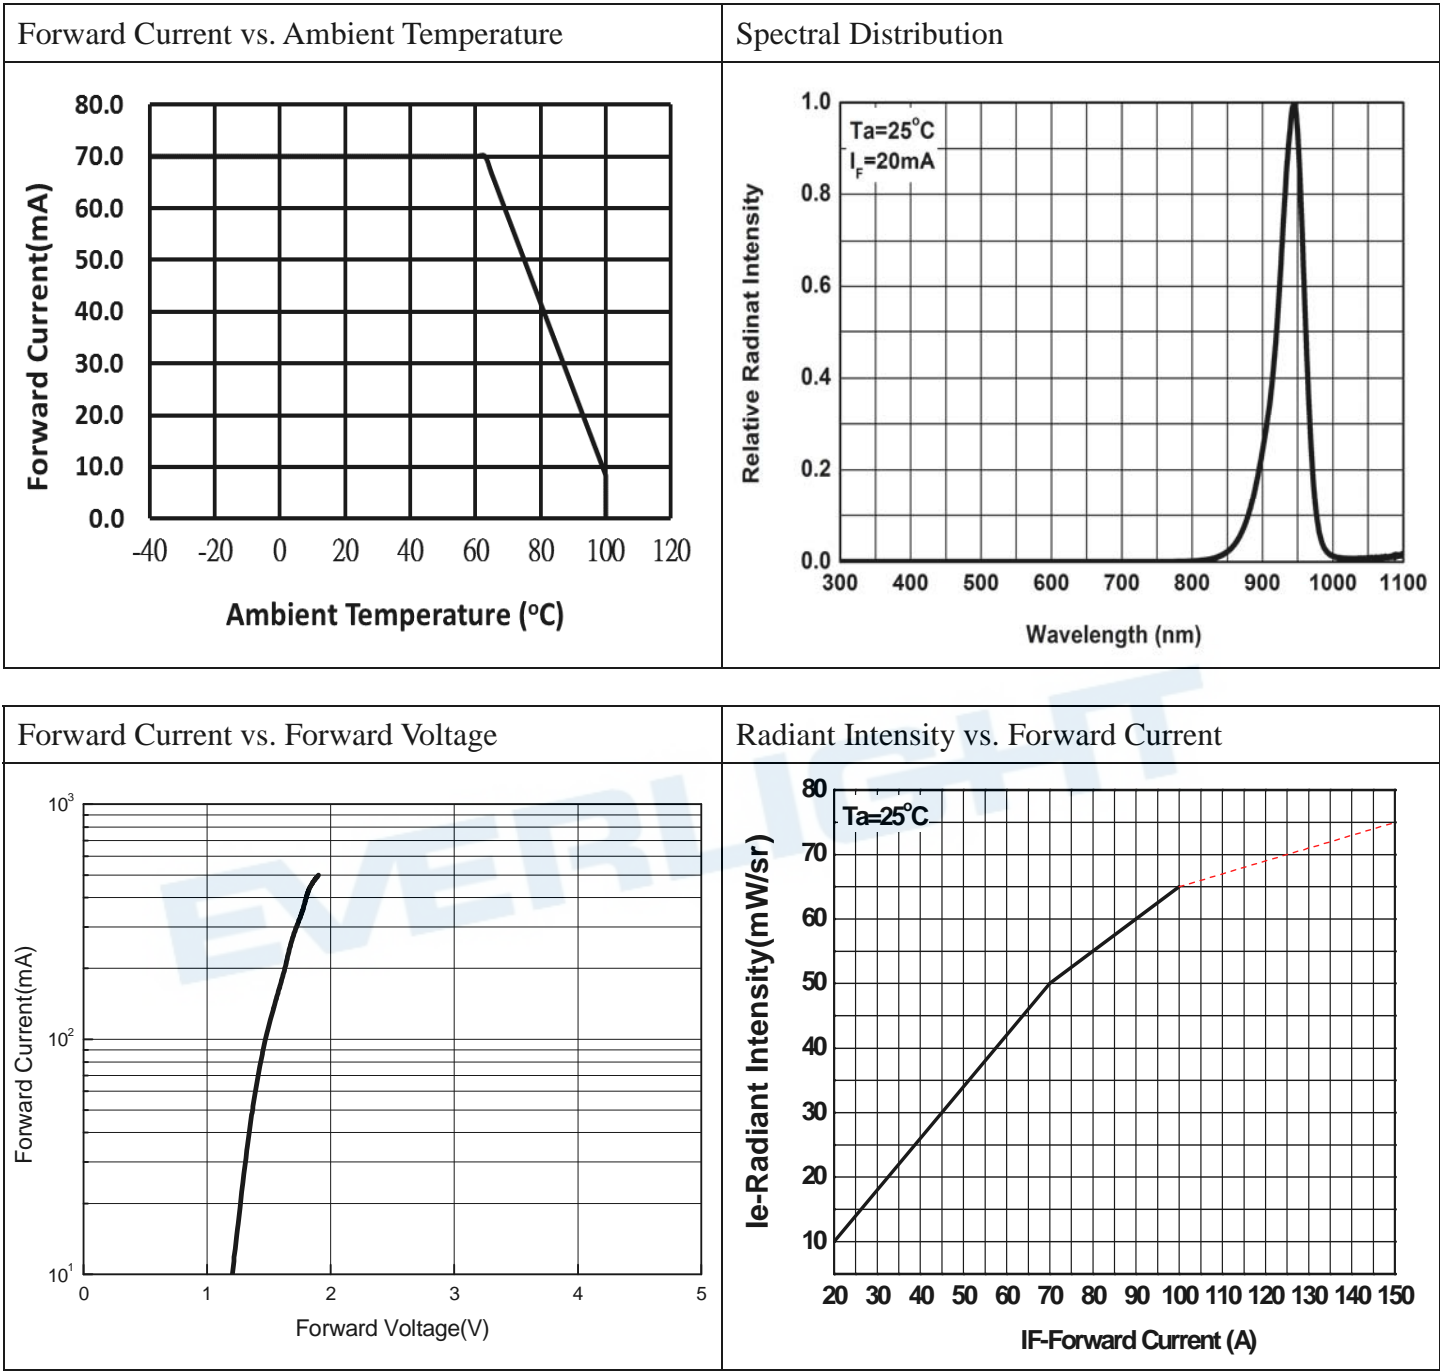 Forward Current vs. Ambient Temperature
Spectral Distribution
80.0
70.0
60.0
50.0
40.0
30.0
20.0
10.0
0.0
Forward Current(mA)
-40 -20 0 20 40 60 80 100 120
Ambient Temperature (°C)
1.0
0.8
0.6
0.4
0.2
0.0
Relative Radinat Intensity
Ta=25°C
I_F=20mA
300 400 500 600 700 800 900 1000 1100
Wavelength (nm)
Forward Current vs. Forward Voltage
Radiant Intensity vs. Forward Current
10³
10²
10¹
Forward Current(mA)
0 1 2 3 4 5
Forward Voltage(V)
80
70
60
50
40
30
20
10
Ie-Radiant Intensity(mW/sr)
Ta=25°C
20 30 40 50 60 70 80 90 100 110 120 130 140 150
IF-Forward Current (A)
EVERLIGHT